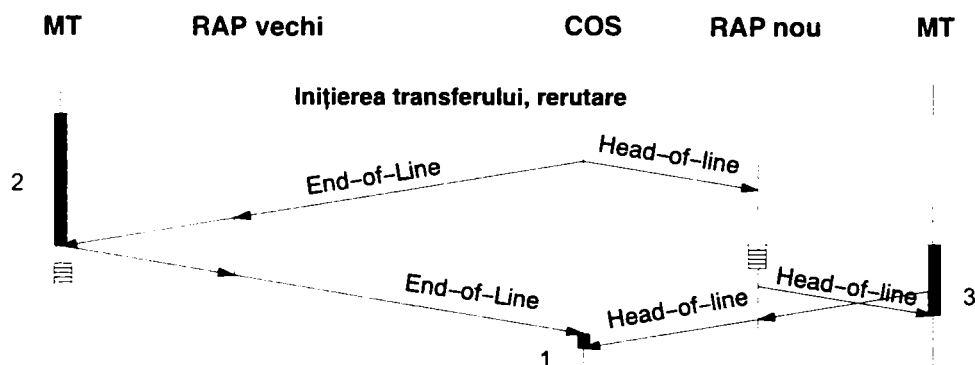 MT RAP vechi COS RAP nou MT
Inițierea transferului, rerutare
Head-of-line
End-of-Line
2
Head-of-line
End-of-Line
Head-of-line
3
1